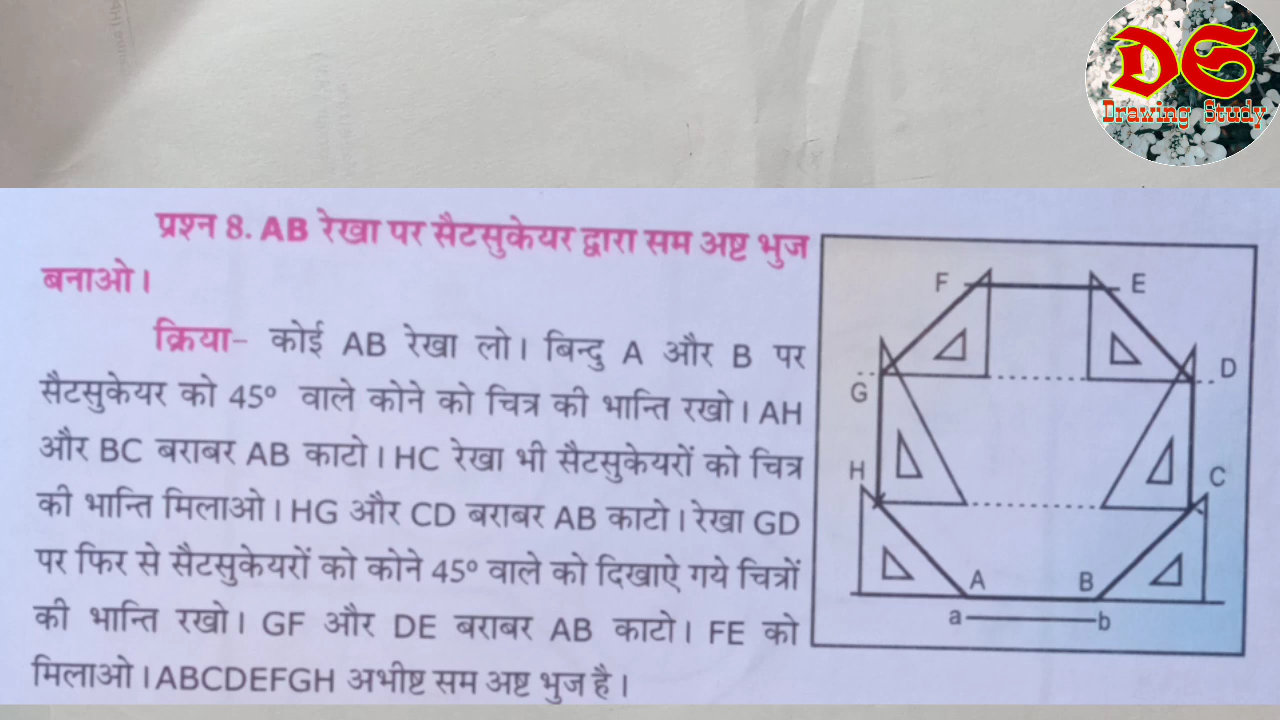 DS
Drawing Study
प्रश्न 8. AB रेखा पर सैटसुकेयर द्वारा सम अष्ट भुज
बनाओ।
क्रिया- कोई AB रेखा लो। बिन्दु A और B पर
सैटसुकेयर को 45° वाले कोने को चित्र की भान्ति रखो। AH
और BC बराबर AB काटो। HC रेखा भी सैटसुकेयरों को चित्र
की भान्ति मिलाओ। HG और CD बराबर AB काटो। रेखा GD
पर फिर से सैटसुकेयरों को कोने 45° वाले को दिखाऐ गये चित्रों
की भान्ति रखो। GF और DE बराबर AB काटो। FE को
मिलाओ। ABCDEFGH अभीष्ट सम अष्ट भुज है।
F E
G D
H C
A B
a b